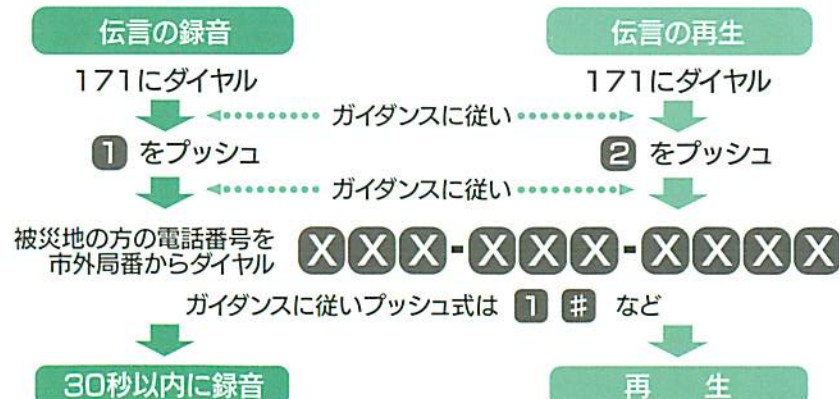 伝言の録音
伝言の再生
171にダイヤル
171にダイヤル
ガイダンスに従い
1 をプッシュ
2 をプッシュ
ガイダンスに従い
被災地の方の電話番号を
市外局番からダイヤル
XXX-XXX-XXXX
ガイダンスに従いプッシュ式は 1 # など
30秒以内に録音
再 生